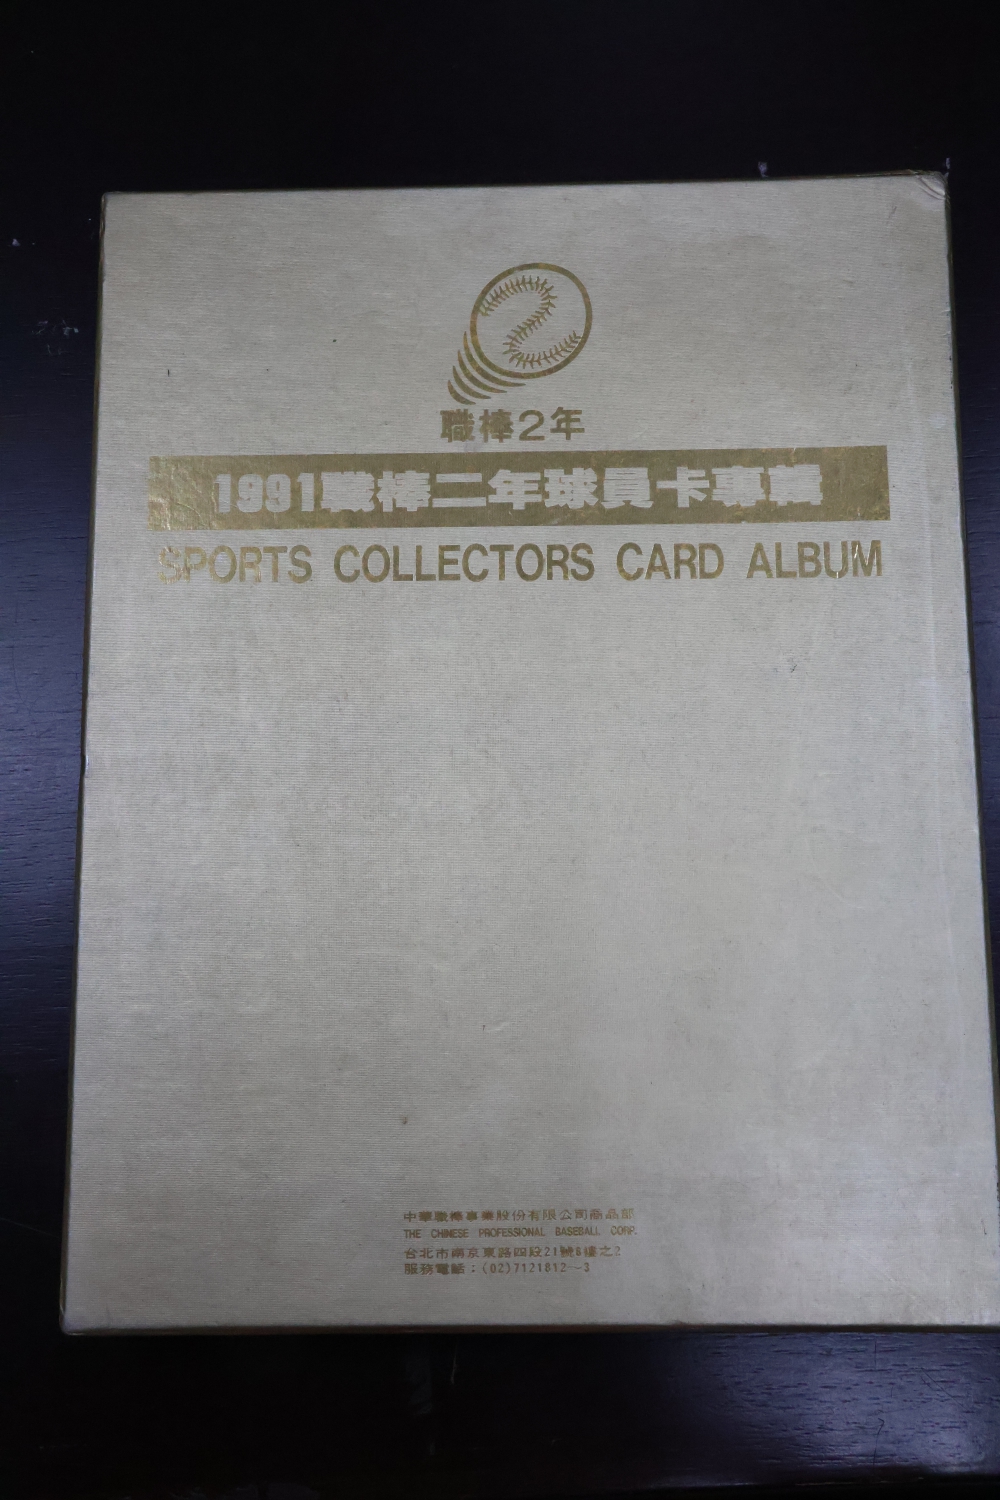 職棒2年
1991職棒二年球員卡專輯
SPORTS COLLECTORS CARD ALBUM
中華職棒事業股份有限公司商品部
THE CHINESE PROFESSIONAL BASEBALL CORP.
台北市南京東路四段21號6樓之2
服務電話:(02)7121812~3